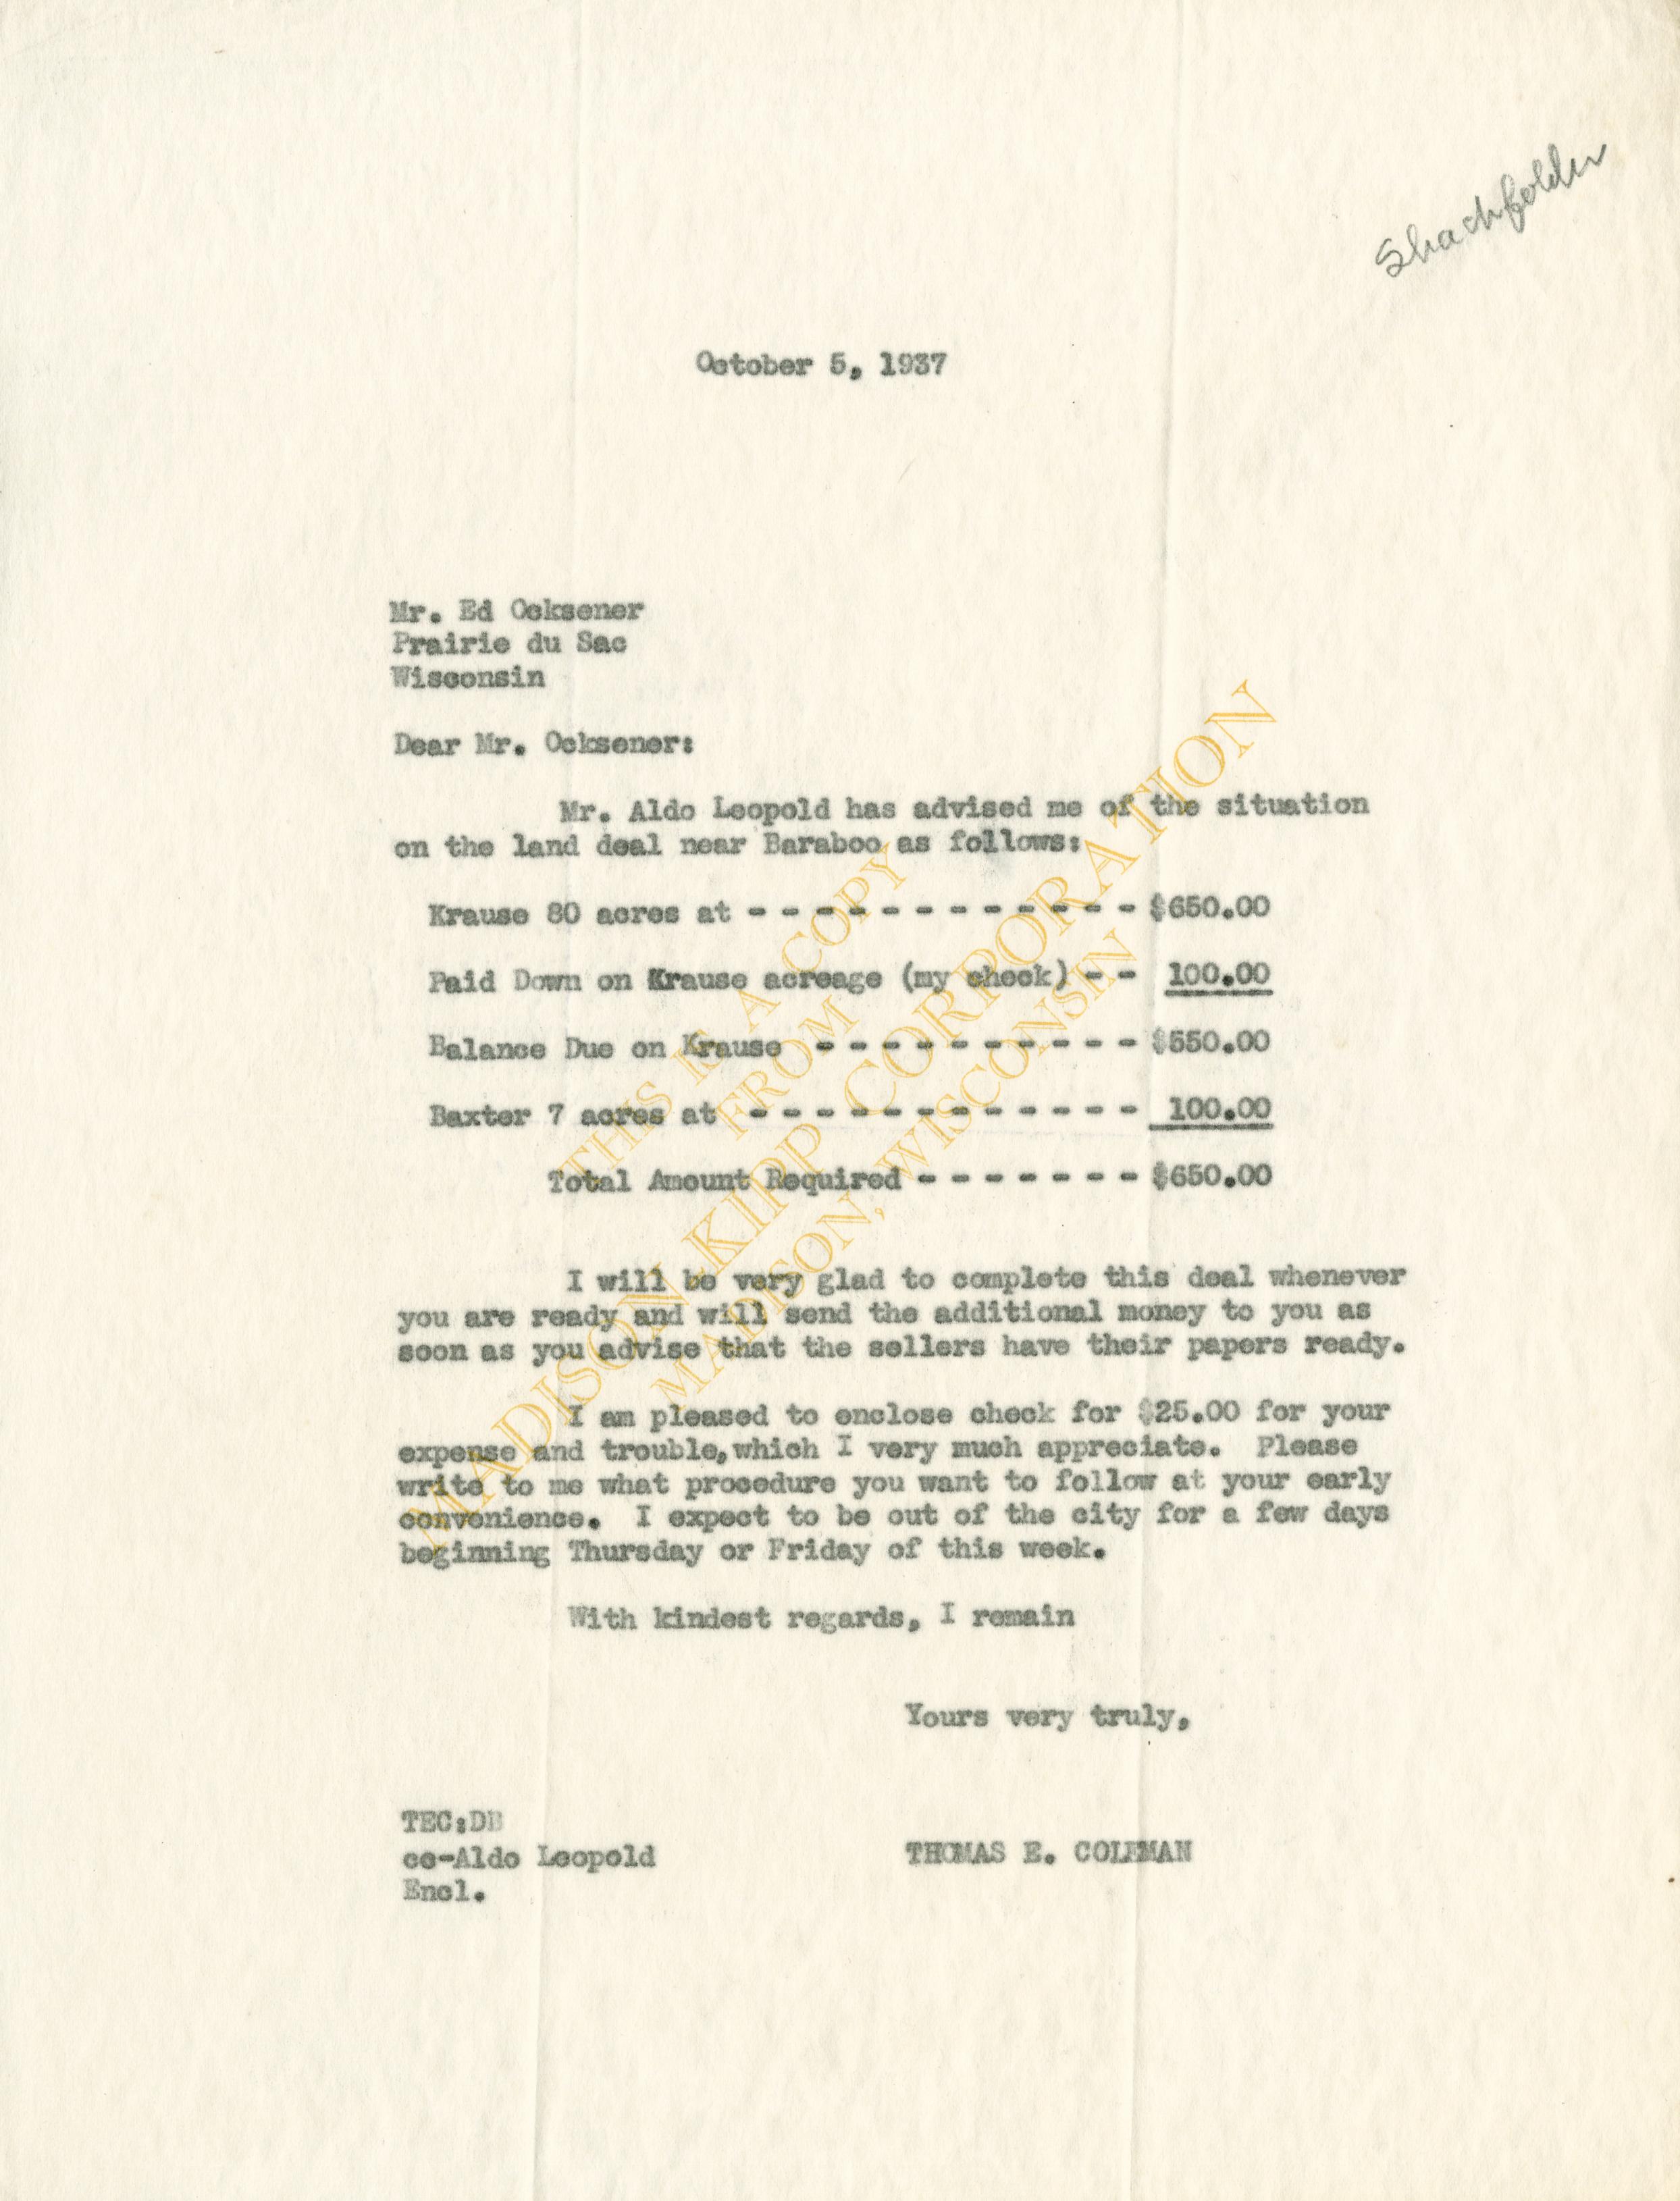 Shack folder
October 5, 1937
Mr. Ed Ocksener
Prairie du Sac
Wisconsin
Dear Mr. Ocksener:
Mr. Aldo Leopold has advised me of the situation
on the land deal near Baraboo as follows:
Krause 80 acres at - - - - - - - - - - - - $650.00
Paid Down on Krause acreage (my check) - - 100.00
Balance Due on Krause - - - - - - - - - - $550.00
Baxter 7 acres at - - - - - - - - - - - - 100.00
Total Amount Required - - - - - - - $650.00
I will be very glad to complete this deal whenever
you are ready and will send the additional money to you as
soon as you advise that the sellers have their papers ready.
I am pleased to enclose check for $25.00 for your
expense and trouble,which I very much appreciate. Please
write to me what procedure you want to follow at your early
convenience. I expect to be out of the city for a few days
beginning Thursday or Friday of this week.
With kindest regards, I remain
Yours very truly,
TEC:DB
cc-Aldo Leopold
THOMAS E. COLEMAN
Encl.
THIS IS A COPY
FROM
MADISON-KIPP CORPORATION
MADISON, WISCONSIN